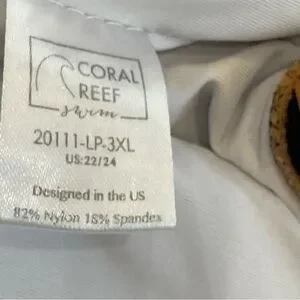 CORAL
REEF
swim
20111-LP-3XL
US:22/24
Designed in the US
82% Nylon 18% Spandex